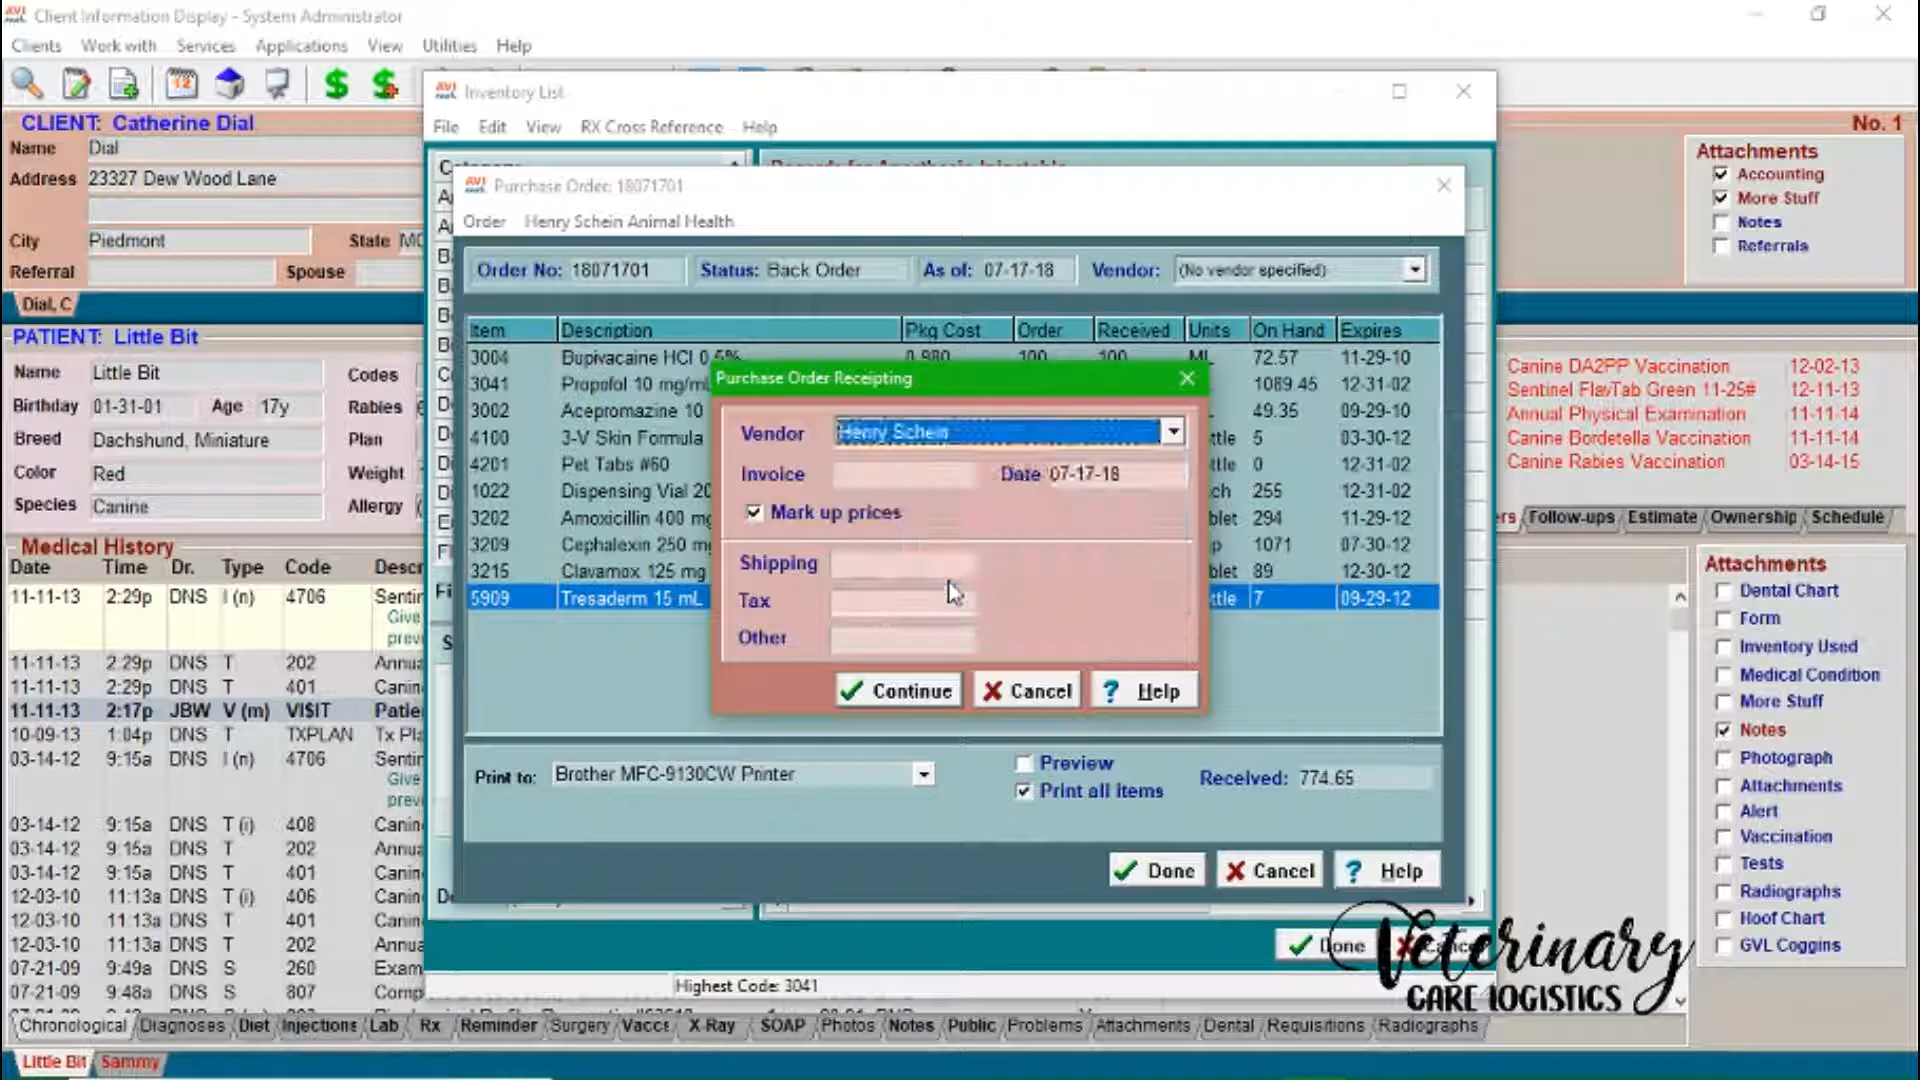 AVI mark Client Information Display - System Administrator
Clients Work with Services Applications View Utilities Help
12 $ $
CLIENT: Catherine Dial No. 1
Name Dial
Address 23327 Dew Wood Lane
City Piedmont State MO
Referral Spouse
Dial, C
Attachments
Accounting
More Stuff
Notes
Referrals
PATIENT: Little Bit
Name Little Bit Codes
Birthday 01-31-01 Age 17y Rabies
Breed Dachshund, Miniature Plan
Color Red Weight
Species Canine Allergy
Canine DA2PP Vaccination 12-02-13
Sentinel FlavTab Green 11-25# 12-11-13
Annual Physical Examination 11-11-14
Canine Bordetella Vaccination 11-11-14
Canine Rabies Vaccination 03-14-15
Follow-ups Estimate Ownership Schedule
Medical History
Date Time Dr. Type Code Descr
11-11-13 2:29p DNS I (n) 4706 Sentin
Give
preve
11-11-13 2:29p DNS T 202 Annua
11-11-13 2:29p DNS T 401 Canin
11-11-13 2:17p JBW V (m) VISIT Patie
10-09-13 1:04p DNS T TXPLAN Tx Pla
03-14-12 9:15a DNS I (n) 4706 Sentin
Give
preve
03-14-12 9:15a DNS T (i) 408 Canin
03-14-12 9:15a DNS T 202 Annua
03-14-12 9:15a DNS T 401 Canin
12-03-10 11:13a DNS T (i) 406 Canin
12-03-10 11:13a DNS T 401 Canin
12-03-10 11:13a DNS T 202 Annua
07-21-09 9:49a DNS S 260 Exam
07-21-09 9:48a DNS S 807 Comp
Chronological Diagnoses Diet Injections Lab Rx Reminder Surgery Vaccs X-Ray SOAP Photos Notes Public Problems Attachments Dental Requisitions Radiographs
Little Bit Sammy
Attachments
Dental Chart
Form
Inventory Used
Medical Condition
More Stuff
Notes
Photograph
Attachments
Alert
Vaccination
Tests
Radiographs
Hoof Chart
GVL Coggins
AVI mark Inventory List
File Edit View RX Cross Reference Help
AVI mark Purchase Order: 18071701
Order Henry Schein Animal Health
Order No: 18071701 Status: Back Order As of: 07-17-18 Vendor: (No vendor specified)
Item Description Pkg Cost Order Received Units On Hand Expires
3004 Bupivacaine HCl 0.5% 0.980 100 100 ML 72.57 11-29-10
3041 Propofol 10 mg/mL 1089.45 12-31-02
3002 Acepromazine 10 49.35 09-29-10
4100 3-V Skin Formula ttle 5 03-30-12
4201 Pet Tabs #60 ttle 0 12-31-02
1022 Dispensing Vial 20 ch 255 12-31-02
3202 Amoxicillin 400 mg blet 294 11-29-12
3209 Cephalexin 250 mg p 1071 07-30-12
3215 Clavamox 125 mg blet 89 12-30-12
5909 Tresaderm 15 mL ttle 7 09-29-12
Purchase Order Receipting
Vendor Henry Schein
Invoice Date 07-17-18
Mark up prices
Shipping
Tax
Other
Continue Cancel ? Help
Print to: Brother MFC-9130CW Printer
Preview
Print all items
Received: 774.65
Done Cancel ? Help
Done
Highest Code: 3041
Veterinary
CARE LOGISTICS